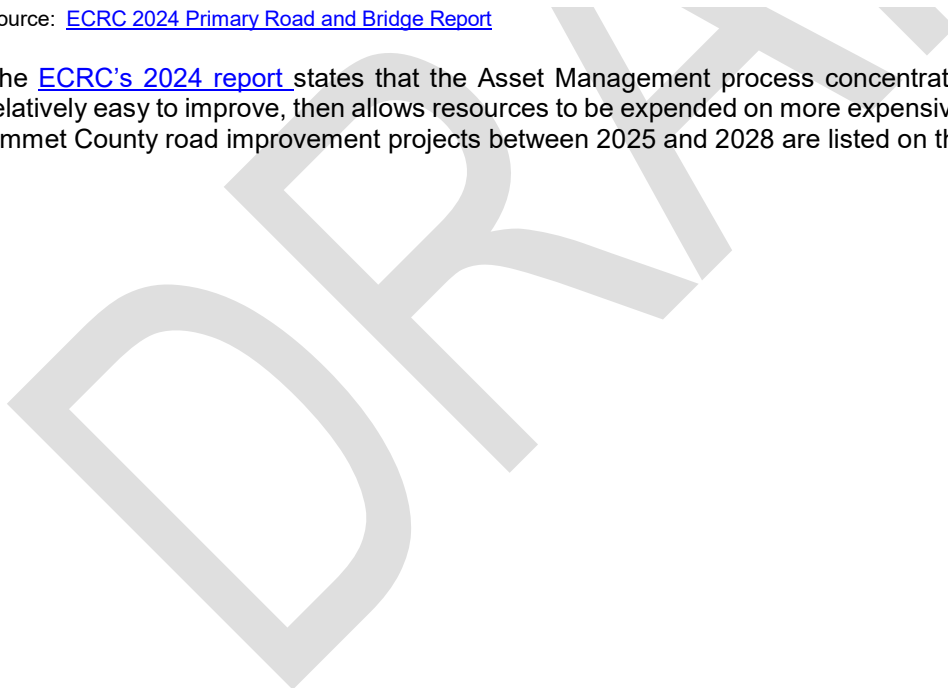 ource: ECRC 2024 Primary Road and Bridge Report
he ECRC’s 2024 report states that the Asset Management process concentrat
elatively easy to improve, then allows resources to be expended on more expensiv
mmet County road improvement projects between 2025 and 2028 are listed on th
DRA